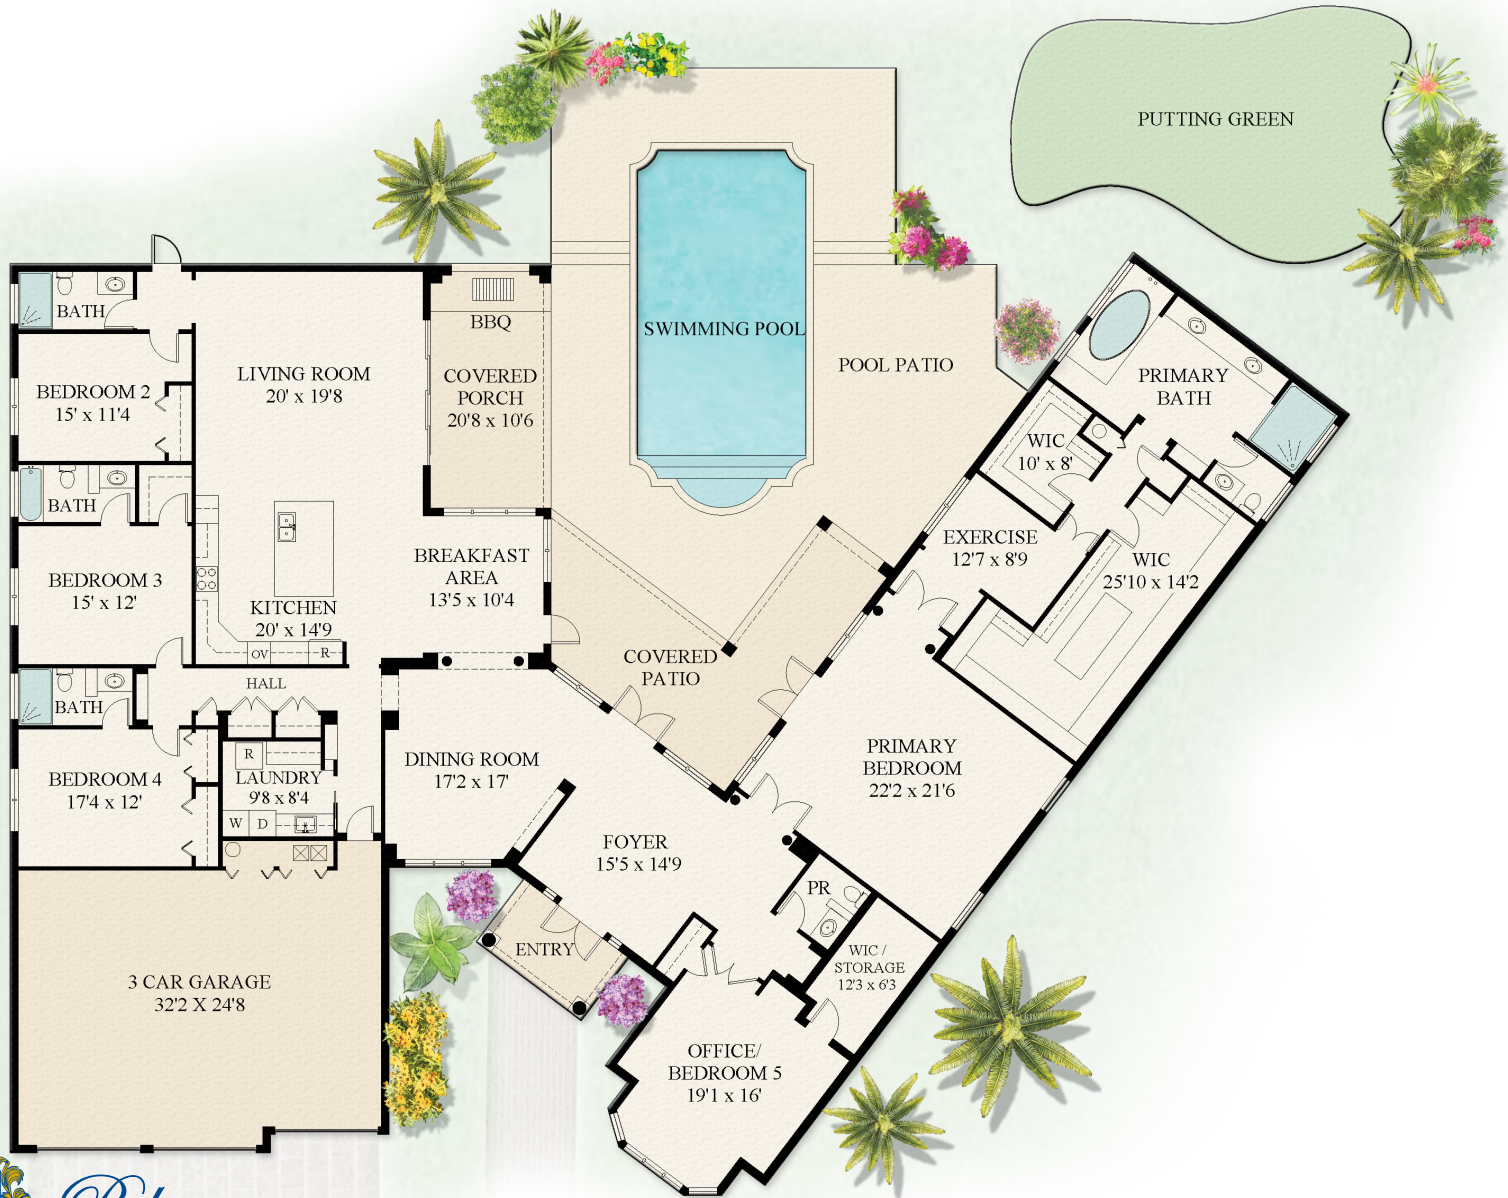 PUTTING GREEN
BATH
BBQ
SWIMMING POOL
POOL PATIO
LIVING ROOM
20' x 19'8
COVERED
PORCH
20'8 x 10'6
BEDROOM 2
15' x 11'4
PRIMARY
BATH
WIC
10' x 8'
BATH
EXERCISE
12'7 x 8'9
BREAKFAST
AREA
13'5 x 10'4
WIC
25'10 x 14'2
BEDROOM 3
15' x 12'
KITCHEN
20' x 14'9
OV
R
COVERED
PATIO
HALL
BATH
DINING ROOM
17'2 x 17'
PRIMARY
BEDROOM
22'2 x 21'6
R
LAUNDRY
9'8 x 8'4
W
D
BEDROOM 4
17'4 x 12'
FOYER
15'5 x 14'9
PR
ENTRY
WIC /
STORAGE
12'3 x 6'3
3 CAR GARAGE
32'2 X 24'8
OFFICE/
BEDROOM 5
19'1 x 16'